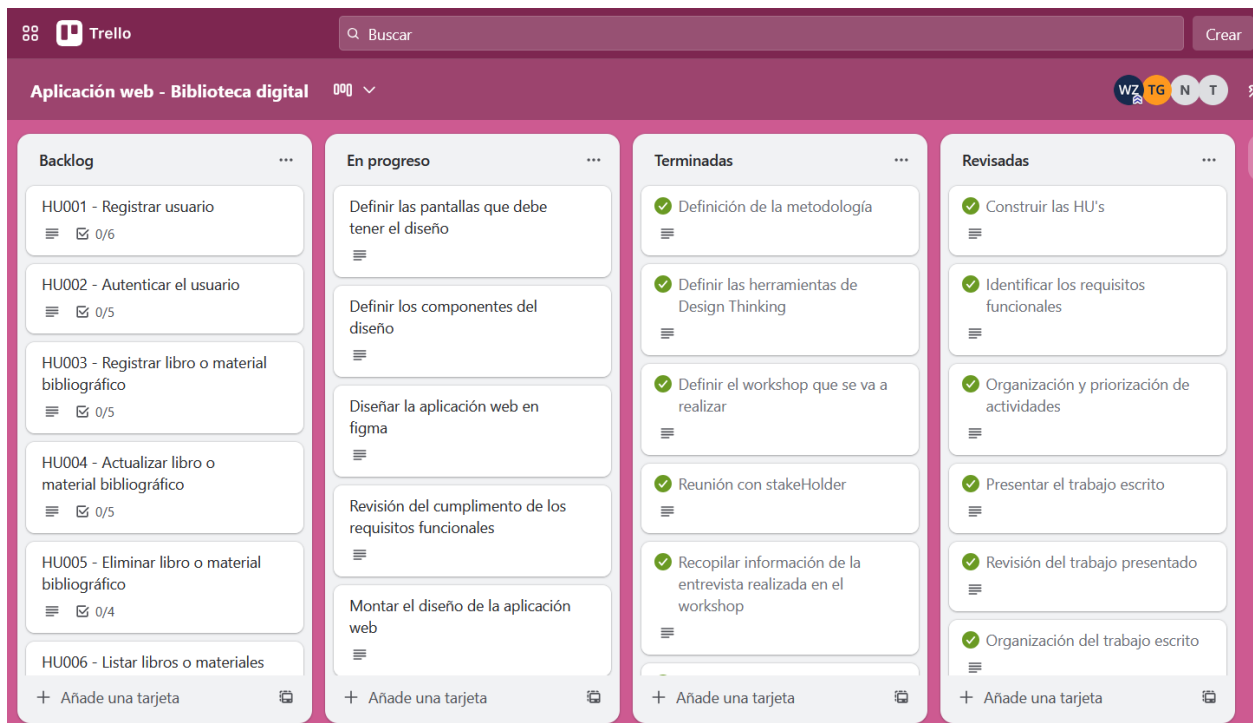 Trello
Buscar
Crear
Aplicación web - Biblioteca digital
WZ TG N T
Backlog
HU001 - Registrar usuario
0/6
HU002 - Autenticar el usuario
0/5
HU003 - Registrar libro o material
bibliográfico
0/5
HU004 - Actualizar libro o
material bibliográfico
0/5
HU005 - Eliminar libro o material
bibliográfico
0/4
HU006 - Listar libros o materiales
Añade una tarjeta
En progreso
Definir las pantallas que debe
tener el diseño
Definir los componentes del
diseño
Diseñar la aplicación web en
figma
Revisión del cumplimento de los
requisitos funcionales
Montar el diseño de la aplicación
web
Añade una tarjeta
Terminadas
Definición de la metodología
Definir las herramientas de
Design Thinking
Definir el workshop que se va a
realizar
Reunión con stakeHolder
Recopilar información de la
entrevista realizada en el
workshop
Añade una tarjeta
Revisadas
Construir las HU's
Identificar los requisitos
funcionales
Organización y priorización de
actividades
Presentar el trabajo escrito
Revisión del trabajo presentado
Organización del trabajo escrito
Añade una tarjeta